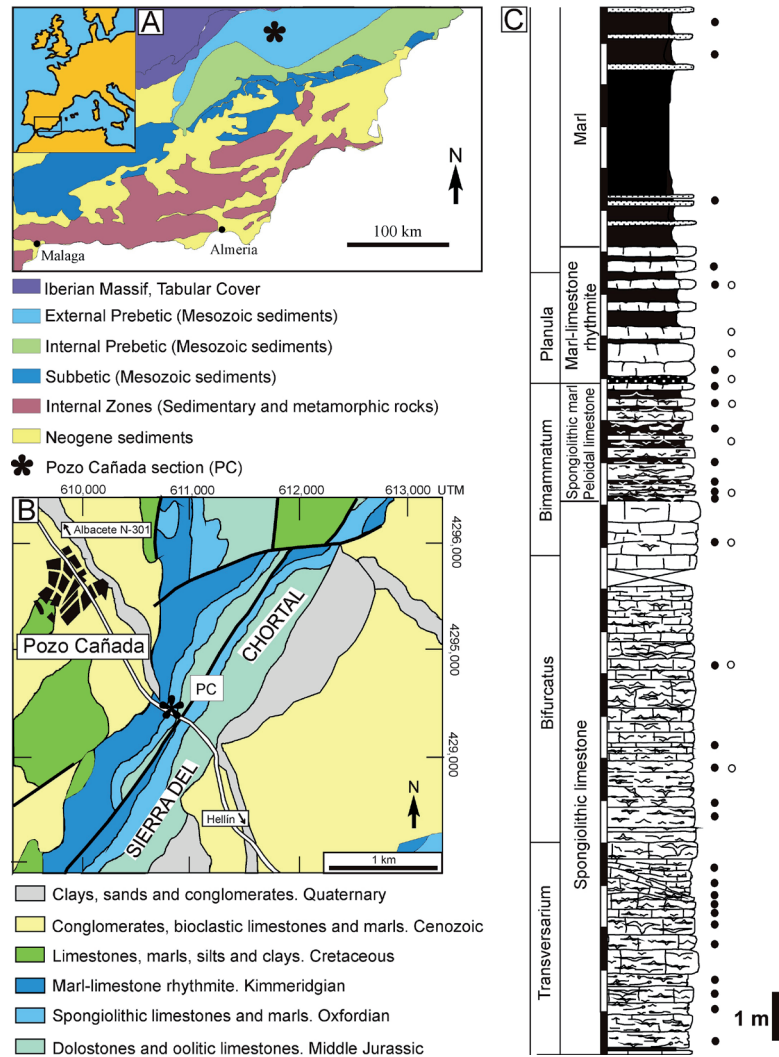 A
N
100 km
Malaga
Almeria
Iberian Massif, Tabular Cover
External Prebetic (Mesozoic sediments)
Internal Prebetic (Mesozoic sediments)
Subbetic (Mesozoic sediments)
Internal Zones (Sedimentary and metamorphic rocks)
Neogene sediments
Pozo Cañada section (PC)
610,000
611,000
612,000
613,000 UTM
B
Albacete N-301
4296,000
Pozo Cañada
CHORTAL
4295,000
PC
429,000
SIERRA DEL
Hellín
N
1 km
Clays, sands and conglomerates. Quaternary
Conglomerates, bioclastic limestones and marls. Cenozoic
Limestones, marls, silts and clays. Cretaceous
Marl-limestone rhythmite. Kimmeridgian
Spongiolithic limestones and marls. Oxfordian
Dolostones and oolitic limestones. Middle Jurassic
C
Marl
Planula
Marl-limestone
rhythmite
Bimammatum
Spongiolithic marl
Peloidal limestone
Bifurcatus
Spongiolithic limestone
Transversarium
1 m